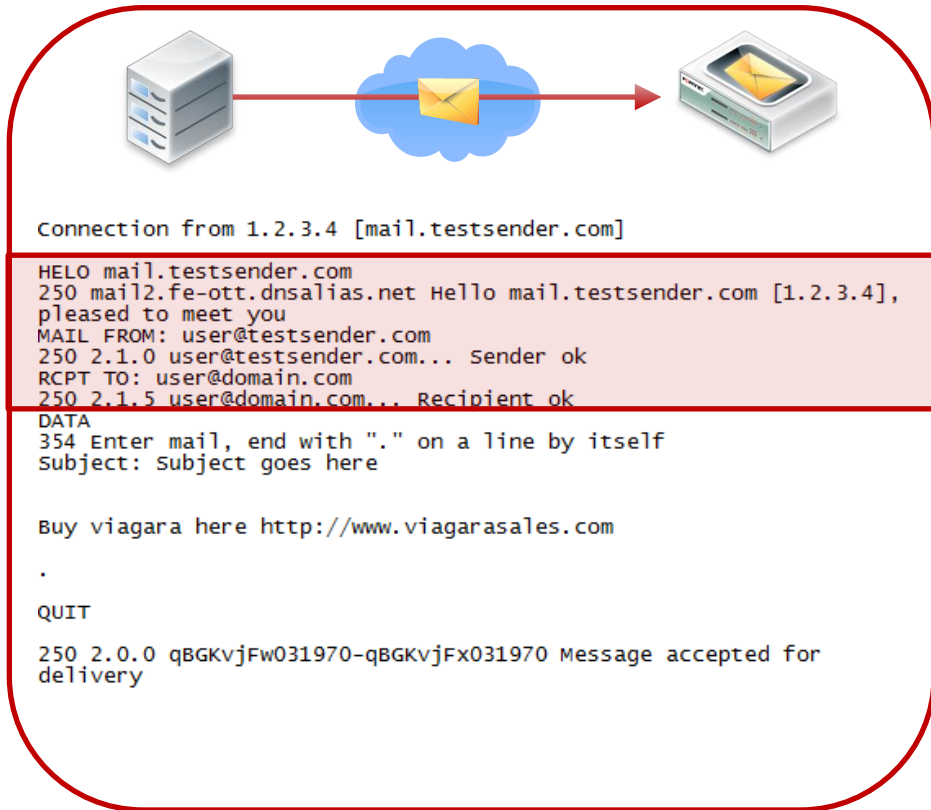 FORTINET
Connection from 1.2.3.4 [mail.testsender.com]
HELO mail.testsender.com
250 mail2.fe-ott.dnsalias.net Hello mail.testsender.com [1.2.3.4],
pleased to meet you
MAIL FROM: user@testsender.com
250 2.1.0 user@testsender.com... Sender ok
RCPT TO: user@domain.com
250 2.1.5 user@domain.com... Recipient ok
DATA
354 Enter mail, end with "." on a line by itself
Subject: Subject goes here
Buy viagara here http://www.viagarasales.com
.
QUIT
250 2.0.0 qBGKvjFw031970-qBGKvjFx031970 Message accepted for
delivery